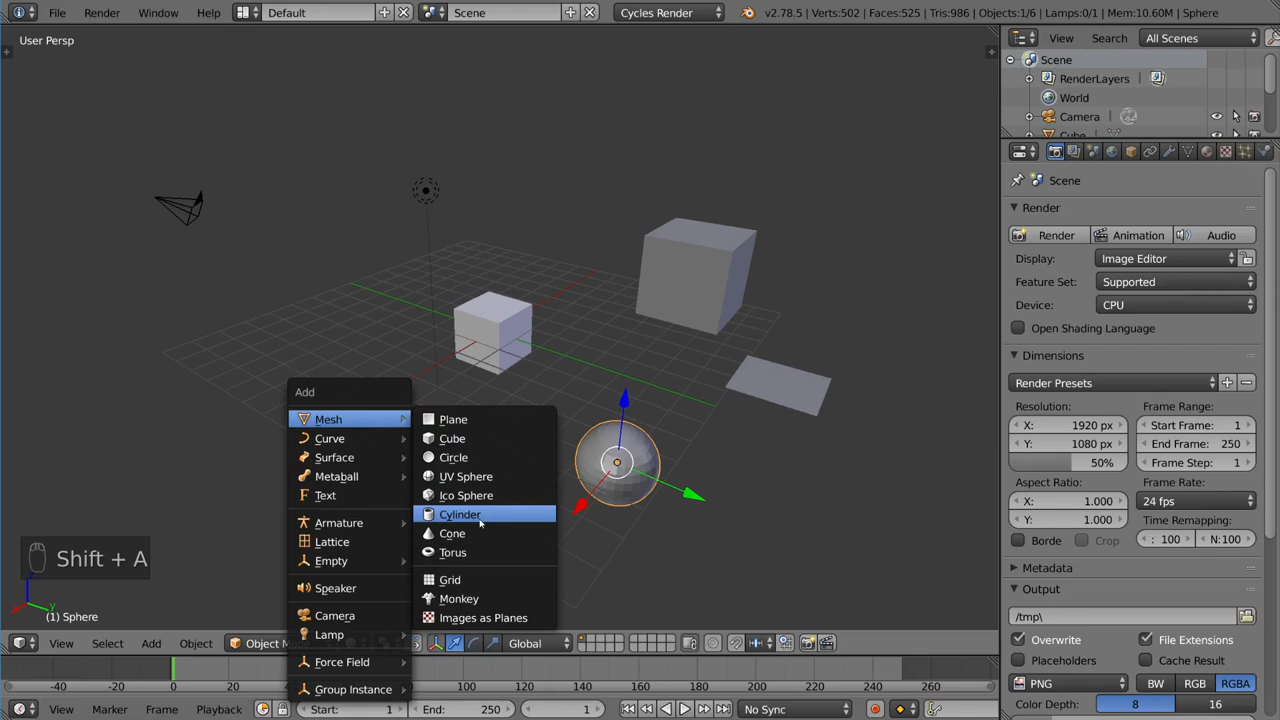 File Render Window Help Default Scene Cycles Render v2.78.5 | Verts:502 | Faces:525 | Tris:986 | Objects:1/6 | Lamps:0/1 | Mem:10.60M | Sphere
User Persp
View Search All Scenes
Scene
RenderLayers
World
Camera
Cube
Scene
Render
Render Animation Audio
Display: Image Editor
Feature Set: Supported
Device: CPU
Open Shading Language
Dimensions
Render Presets
Resolution: Frame Range:
X: 1920 px Start Frame: 1
Y: 1080 px End Frame: 250
50% Frame Step: 1
Aspect Ratio: Frame Rate:
X: 1.000 24 fps
Y: 1.000 Time Remapping:
Borde Crop : 100 N:100
Metadata
Output
/tmp\
Overwrite File Extensions
Placeholders Cache Result
PNG BW RGB RGBA
Color Depth: 8 16
Add
Mesh
Curve
Surface
Metaball
Text
Armature
Lattice
Empty
Speaker
Camera
Lamp
Force Field
Group Instance
Plane
Cube
Circle
UV Sphere
Ico Sphere
Cylinder
Cone
Torus
Grid
Monkey
Images as Planes
Shift + A
(1) Sphere
View Select Add Object Object M Global
-40 -20 0 20 40 80 100 120 140 160 180 200 220 240 260
View Marker Frame Playback Start: 1 End: 250 1 No Sync